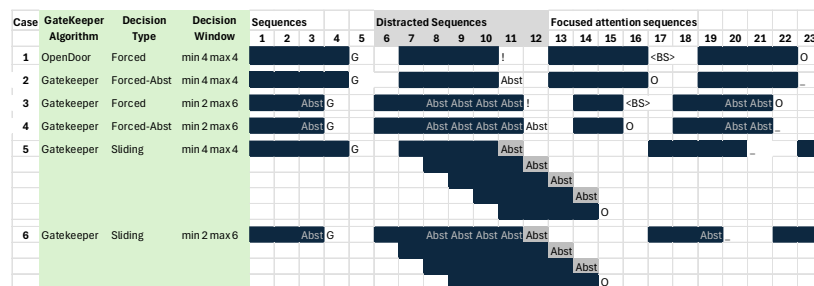 Case GateKeeper Algorithm Decision Type Decision Window Sequences Distracted Sequences Focused attention sequences
1 2 3 4 5 6 7 8 9 10 11 12 13 14 15 16 17 18 19 20 21 22 23
1 OpenDoor Forced min 4 max 4 G ! <BS> O
2 Gatekeeper Forced-Abst min 4 max 4 G Abst O _
3 Gatekeeper Forced min 2 max 6 Abst G Abst Abst Abst Abst ! <BS> Abst Abst O
4 Gatekeeper Forced-Abst min 2 max 6 Abst G Abst Abst Abst Abst Abst O Abst Abst _
5 Gatekeeper Sliding min 4 max 4 G Abst _
Abst
Abst
Abst
O
6 Gatekeeper Sliding min 2 max 6 Abst G Abst Abst Abst Abst Abst Abst _
Abst
Abst
O